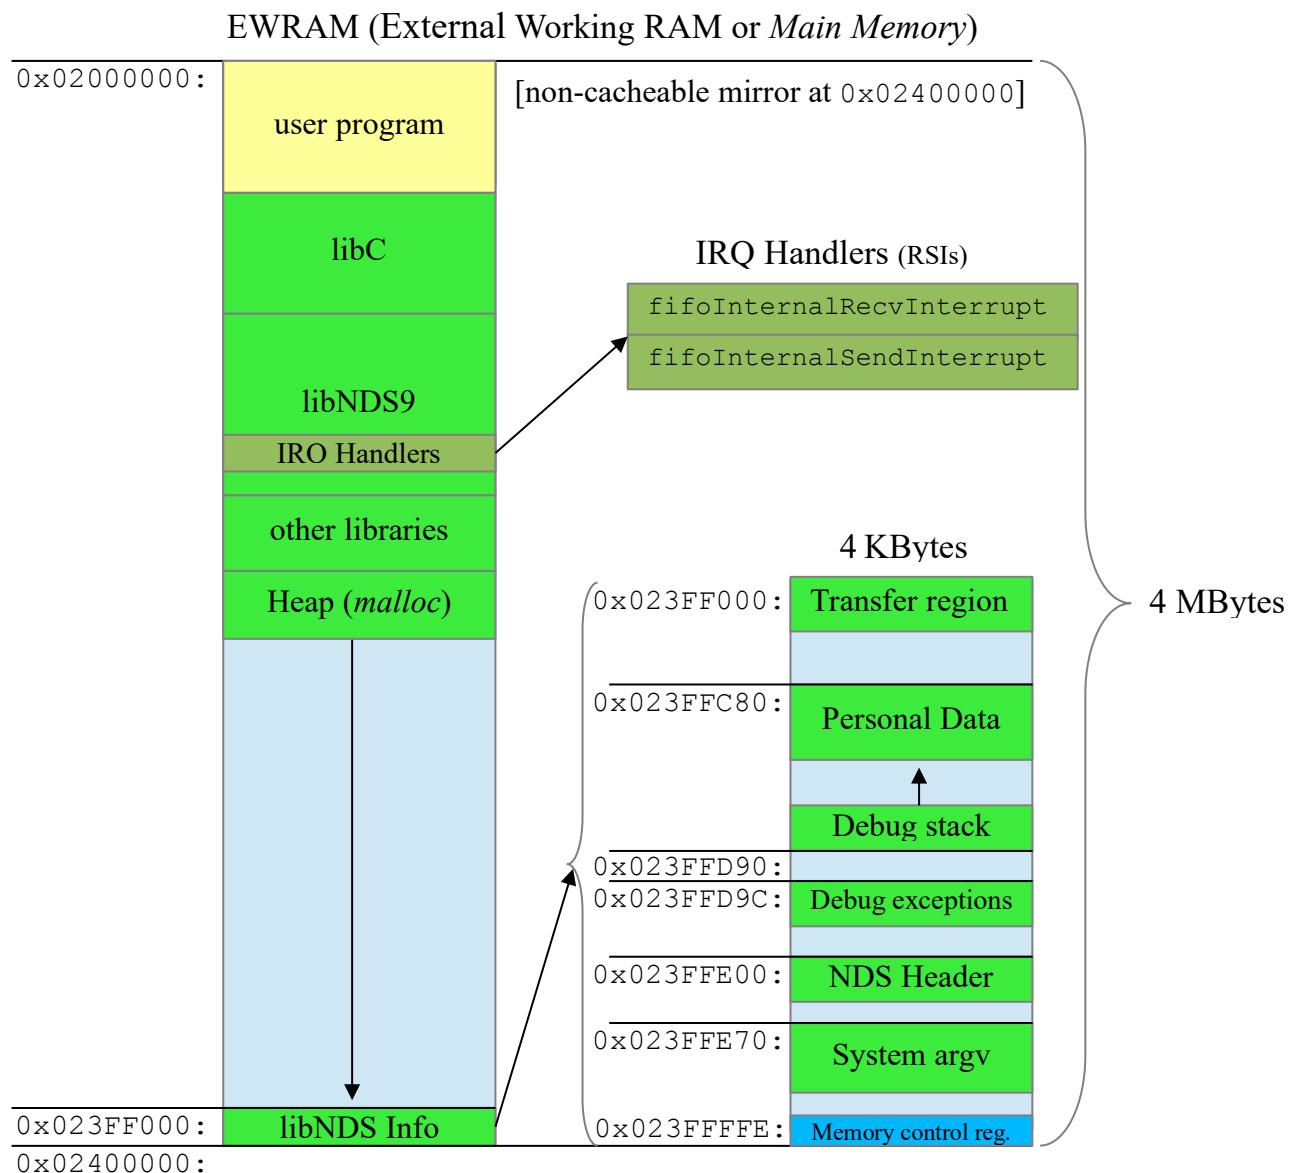 EWRAM (External Working RAM or Main Memory)
0x02000000:
[non-cacheable mirror at 0x02400000]
user program
libC
IRQ Handlers (RSIs)
fifoInternalRecvInterrupt
fifoInternalSendInterrupt
libNDS9
IRO Handlers
other libraries
Heap (malloc)
4 KBytes
0x023FF000:
Transfer region
4 MBytes
0x023FFC80:
Personal Data
Debug stack
0x023FFD90:
0x023FFD9C:
Debug exceptions
0x023FFE00:
NDS Header
0x023FFE70:
System argv
0x023FF000:
libNDS Info
0x023FFFFE:
Memory control reg.
0x02400000: